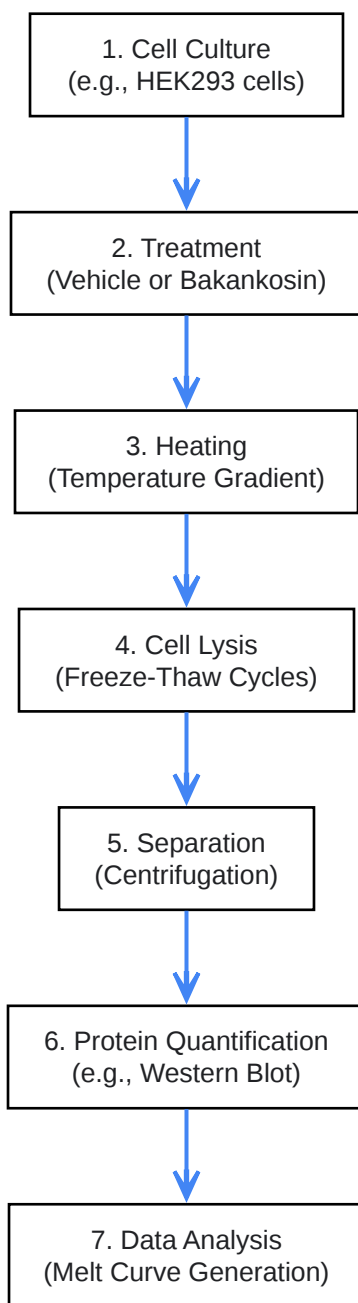 1. Cell Culture
(e.g., HEK293 cells)
2. Treatment
(Vehicle or Bakankosin)
3. Heating
(Temperature Gradient)
4. Cell Lysis
(Freeze-Thaw Cycles)
5. Separation
(Centrifugation)
6. Protein Quantification
(e.g., Western Blot)
7. Data Analysis
(Melt Curve Generation)